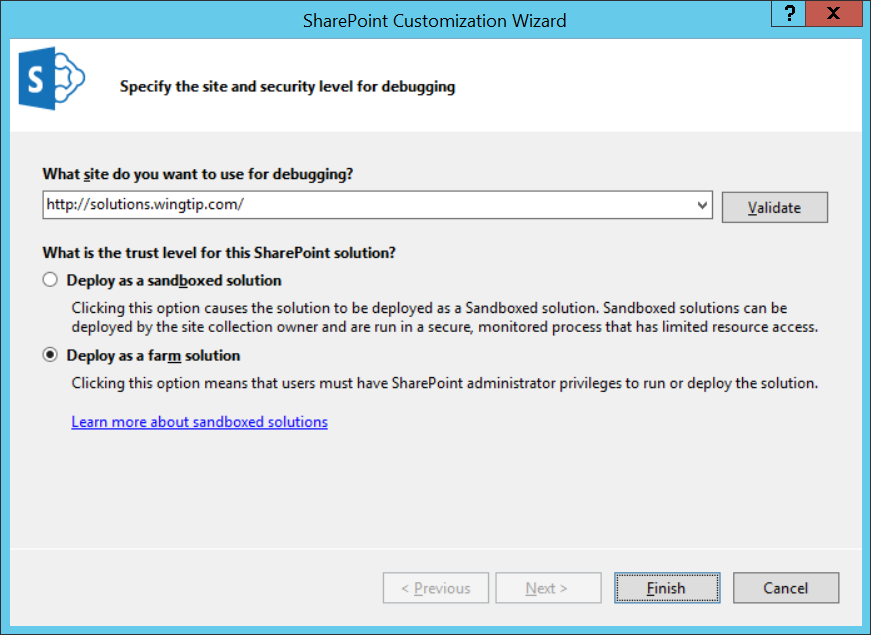 SharePoint Customization Wizard
? X
S
Specify the site and security level for debugging
What site do you want to use for debugging?
http://solutions.wingtip.com/
Validate
What is the trust level for this SharePoint solution?
Deploy as a sandboxed solution
Clicking this option causes the solution to be deployed as a Sandboxed solution. Sandboxed solutions can be
deployed by the site collection owner and are run in a secure, monitored process that has limited resource access.
Deploy as a farm solution
Clicking this option means that users must have SharePoint administrator privileges to run or deploy the solution.
Learn more about sandboxed solutions
< Previous
Next >
Finish
Cancel